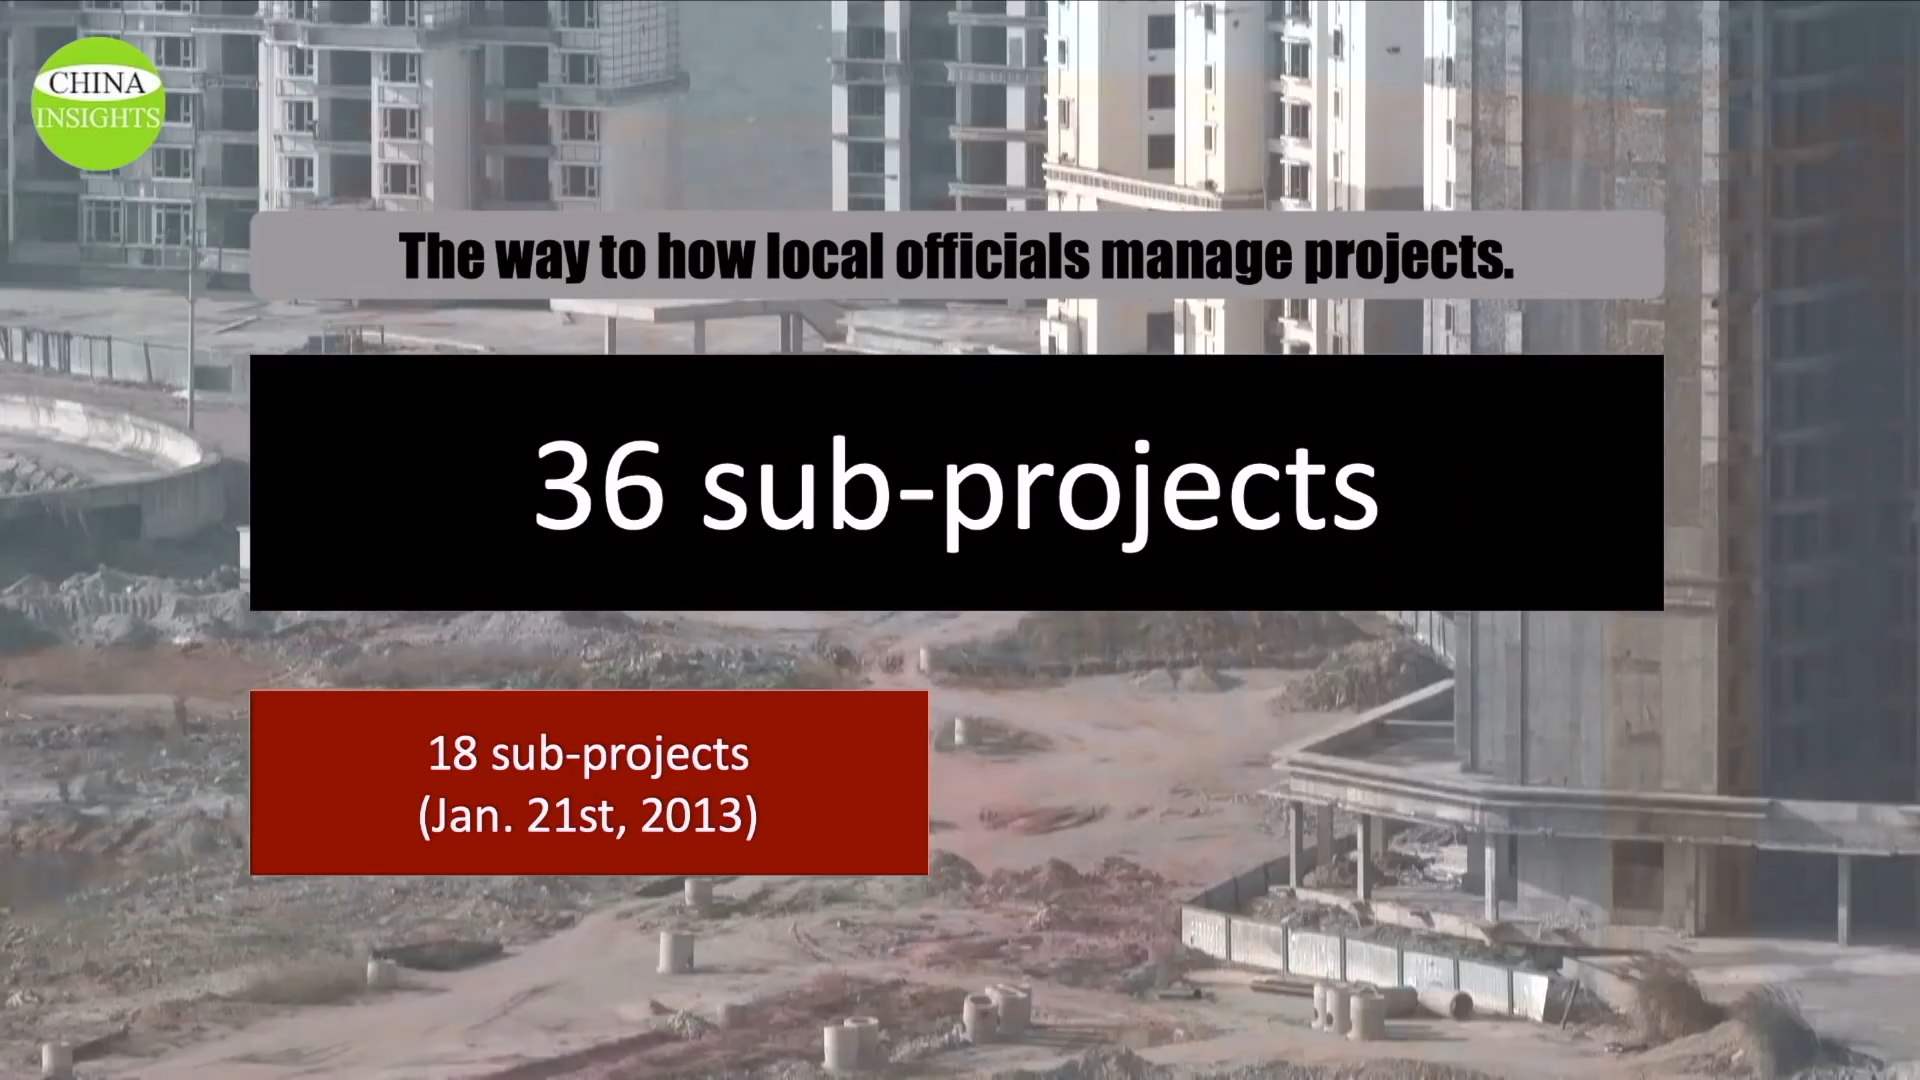 CHINA
INSIGHTS
The way to how local officials manage projects.
36 sub-projects
18 sub-projects
(Jan. 21st, 2013)